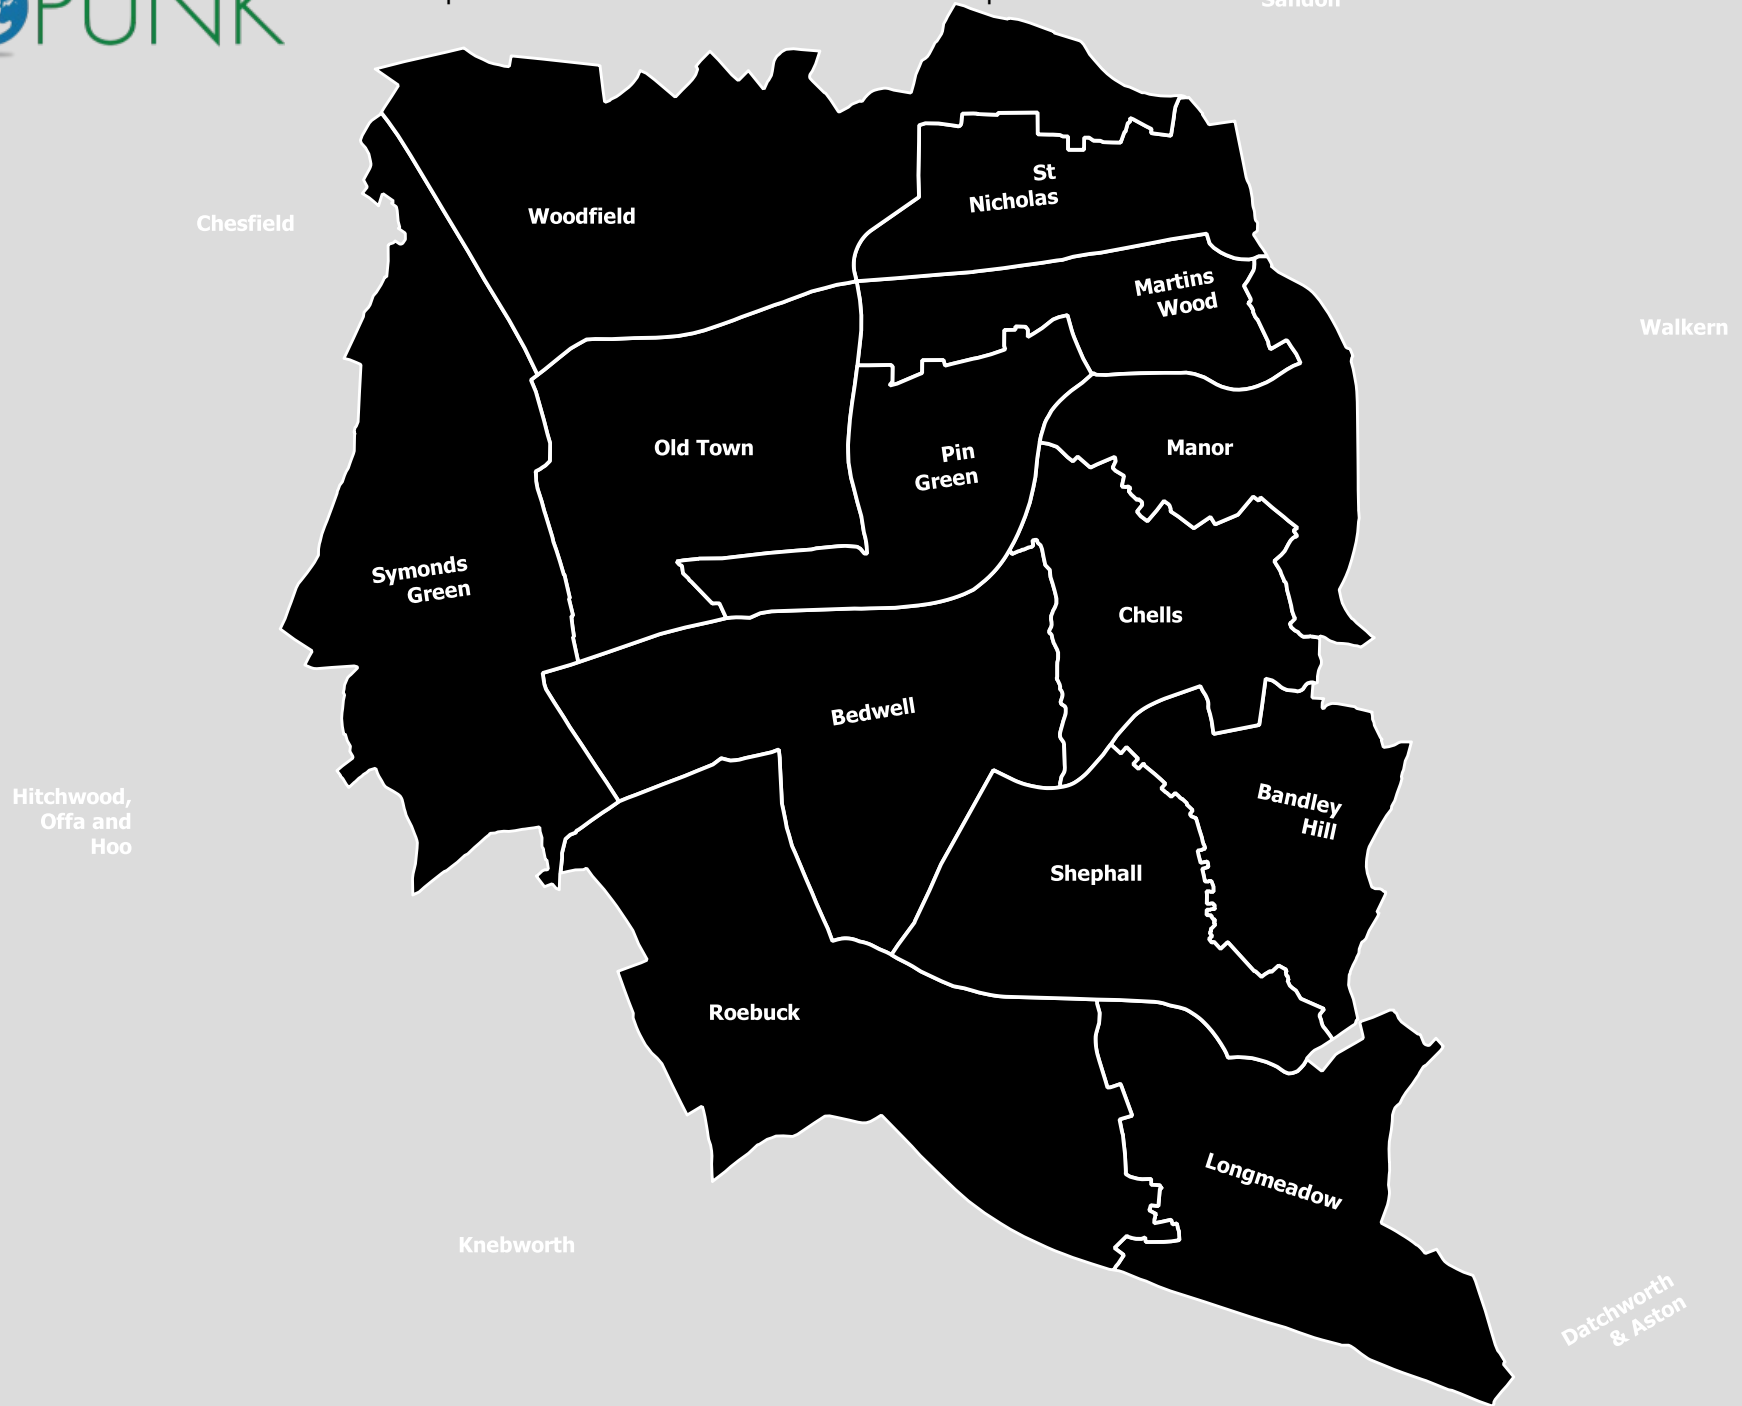 PUNK
Sandon
St
Nicholas
Chesfield
Woodfield
Martins
Wood
Walkern
Old Town
Pin
Green
Manor
Symonds
Green
Chells
Bedwell
Hitchwood,
Offa and
Hoo
Bandley
Hill
Shephall
Roebuck
Longmeadow
Knebworth
Datchworth
& Aston